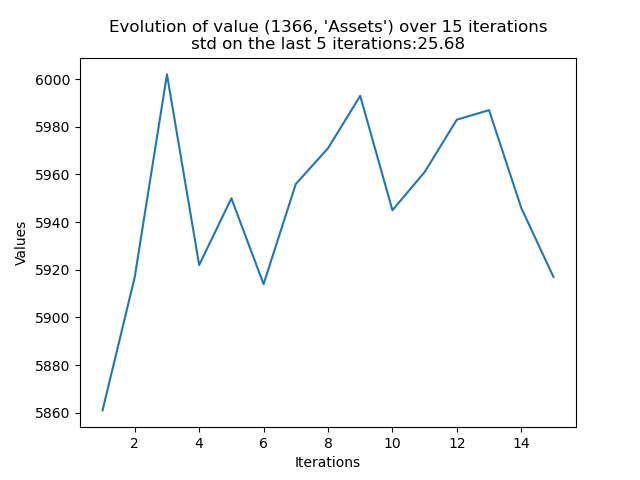 Evolution of value (1366, 'Assets') over 15 iterations
std on the last 5 iterations:25.68
6000
5980
5960
5940
5920
5900
5880
5860
Values
2 4 6 8 10 12 14
Iterations